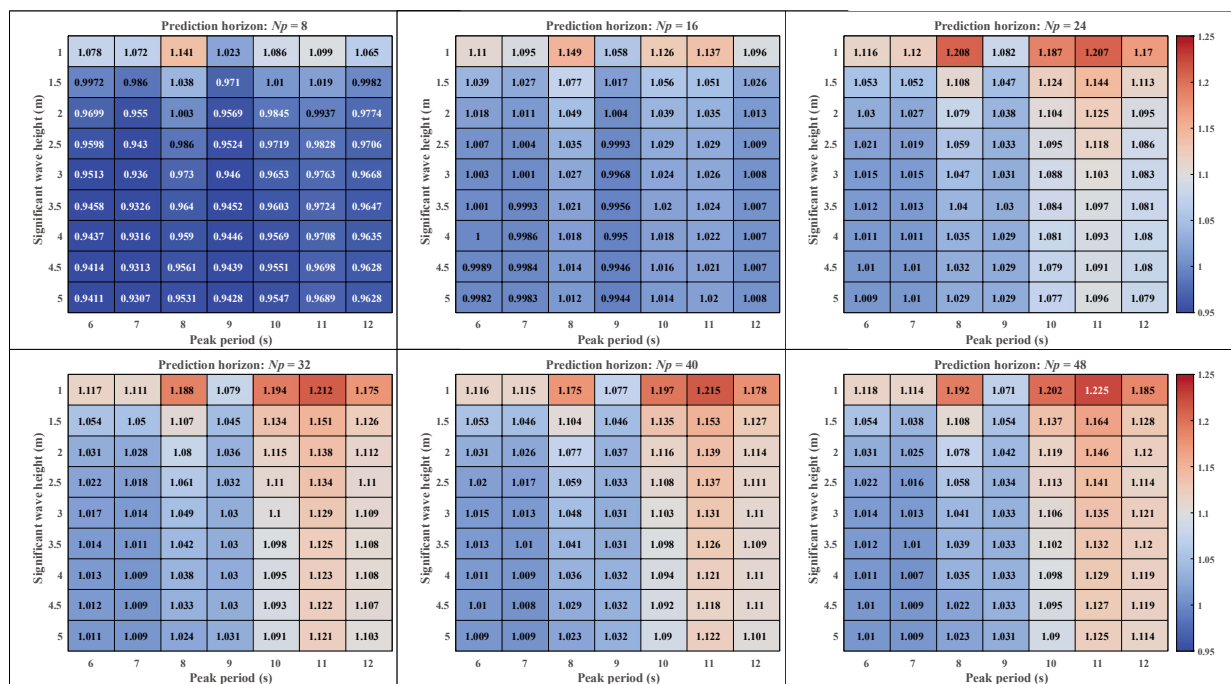 Prediction horizon: Np = 8
Significant wave height (m)
1 1.078 1.072 1.141 1.023 1.086 1.099 1.065
1.5 0.9972 0.986 1.038 0.971 1.01 1.019 0.9982
2 0.9699 0.955 1.003 0.9569 0.9845 0.9937 0.9774
2.5 0.9598 0.943 0.986 0.9524 0.9719 0.9828 0.9706
3 0.9513 0.936 0.973 0.946 0.9653 0.9763 0.9668
3.5 0.9458 0.9326 0.964 0.9452 0.9603 0.9724 0.9647
4 0.9437 0.9316 0.959 0.9446 0.9569 0.9708 0.9635
4.5 0.9414 0.9313 0.9561 0.9439 0.9551 0.9698 0.9628
5 0.9411 0.9307 0.9531 0.9428 0.9547 0.9689 0.9628
6 7 8 9 10 11 12
Peak period (s)
Prediction horizon: Np = 16
Significant wave height (m
1 1.11 1.095 1.149 1.058 1.126 1.137 1.096
1.5 1.039 1.027 1.077 1.017 1.056 1.051 1.026
2 1.018 1.011 1.049 1.004 1.039 1.035 1.013
2.5 1.007 1.004 1.035 0.9993 1.029 1.029 1.009
3 1.003 1.001 1.027 0.9968 1.024 1.026 1.008
3.5 1.001 0.9993 1.021 0.9956 1.02 1.024 1.007
4 1 0.9986 1.018 0.995 1.018 1.022 1.007
4.5 0.9989 0.9984 1.014 0.9946 1.016 1.021 1.007
5 0.9982 0.9983 1.012 0.9944 1.014 1.02 1.008
6 7 8 9 10 11 12
Peak period (s)
Prediction horizon: Np = 24
Significant wave height (m)
1 1.116 1.12 1.208 1.082 1.187 1.207 1.17
1.5 1.053 1.052 1.108 1.047 1.124 1.144 1.113
2 1.03 1.027 1.079 1.038 1.104 1.125 1.095
2.5 1.021 1.019 1.059 1.033 1.095 1.118 1.086
3 1.015 1.015 1.047 1.031 1.088 1.103 1.083
3.5 1.012 1.013 1.04 1.03 1.084 1.097 1.081
4 1.011 1.011 1.035 1.029 1.081 1.093 1.08
4.5 1.01 1.01 1.032 1.029 1.079 1.091 1.08
5 1.009 1.01 1.029 1.029 1.077 1.096 1.079
6 7 8 9 10 11 12
Peak period (s)
1.25
1.2
1.15
1.1
1.05
1
0.95
Prediction horizon: Np = 32
Significant wave height (m)
1 1.117 1.111 1.188 1.079 1.194 1.212 1.175
1.5 1.054 1.05 1.107 1.045 1.134 1.151 1.126
2 1.031 1.028 1.08 1.036 1.115 1.138 1.112
2.5 1.022 1.018 1.061 1.032 1.11 1.134 1.11
3 1.017 1.014 1.049 1.03 1.1 1.129 1.109
3.5 1.014 1.011 1.042 1.03 1.098 1.125 1.108
4 1.013 1.009 1.038 1.03 1.095 1.123 1.108
4.5 1.012 1.009 1.033 1.03 1.093 1.122 1.107
5 1.011 1.009 1.024 1.031 1.091 1.121 1.103
6 7 8 9 10 11 12
Peak period (s)
Prediction horizon: Np = 40
Significant wave height (m)
1 1.116 1.115 1.175 1.077 1.197 1.215 1.178
1.5 1.053 1.046 1.104 1.046 1.135 1.153 1.127
2 1.031 1.026 1.077 1.037 1.116 1.139 1.114
2.5 1.02 1.017 1.059 1.033 1.108 1.137 1.111
3 1.015 1.013 1.048 1.031 1.103 1.131 1.11
3.5 1.013 1.01 1.041 1.031 1.098 1.126 1.109
4 1.011 1.009 1.036 1.032 1.094 1.121 1.11
4.5 1.01 1.008 1.029 1.032 1.092 1.118 1.11
5 1.009 1.009 1.023 1.032 1.09 1.122 1.101
6 7 8 9 10 11 12
Peak period (s)
Prediction horizon: Np = 48
Significant wave height (m)
1 1.118 1.114 1.192 1.071 1.202 1.225 1.185
1.5 1.054 1.038 1.108 1.054 1.137 1.164 1.128
2 1.031 1.025 1.078 1.042 1.119 1.146 1.12
2.5 1.022 1.016 1.058 1.034 1.113 1.141 1.114
3 1.014 1.013 1.041 1.033 1.106 1.135 1.121
3.5 1.012 1.01 1.039 1.033 1.102 1.132 1.12
4 1.011 1.007 1.035 1.033 1.098 1.129 1.119
4.5 1.01 1.009 1.022 1.033 1.095 1.127 1.119
5 1.01 1.009 1.023 1.031 1.09 1.125 1.114
6 7 8 9 10 11 12
Peak period (s)
1.25
1.2
1.15
1.1
1.05
1
0.95